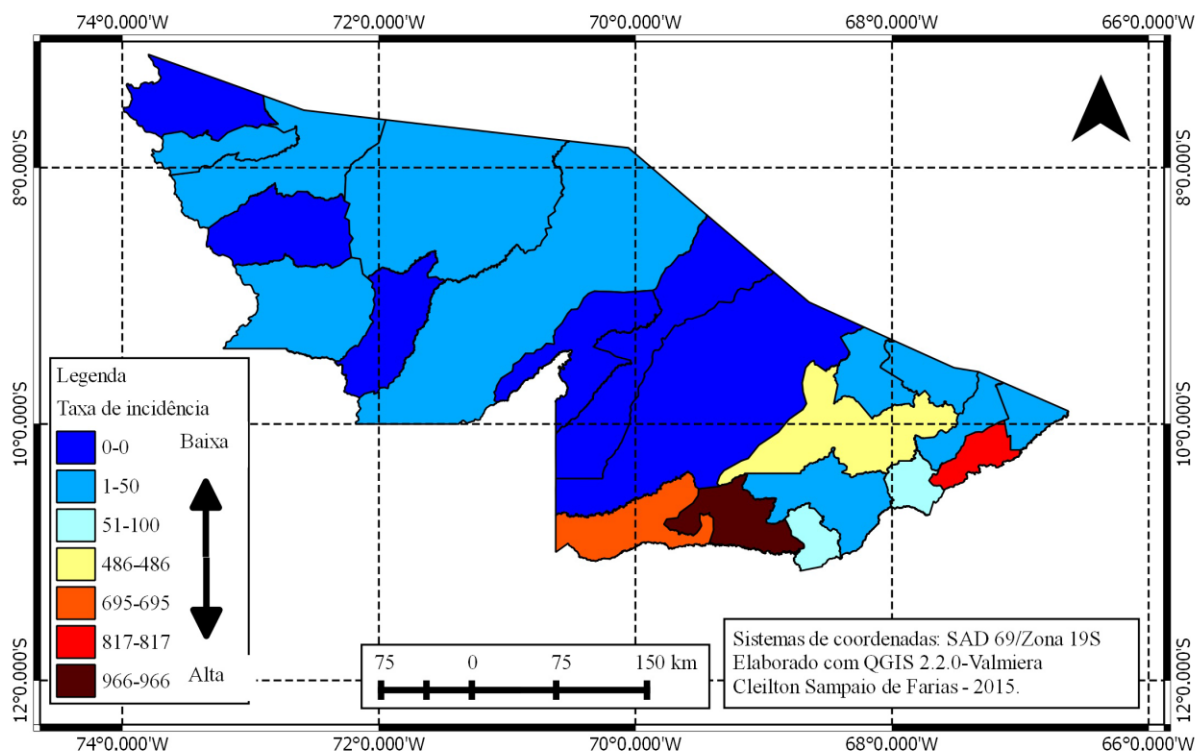 74°0.000'W 72°0.000'W 70°0.000'W 68°0.000'W 66°0.000'W
8°0.000'S 8°0.000'S
10°0.000'S 10°0.000'S
12°0.000'S 12°0.000'S
Legenda
Taxa de incidência
0-0 Baixa
1-50
51-100
486-486
695-695
817-817
966-966 Alta
75 0 75 150 km
Sistemas de coordenadas: SAD 69/Zona 19S
Elaborado com QGIS 2.2.0-Valmiera
Cleilton Sampaio de Farias - 2015.
74°0.000'W 72°0.000'W 70°0.000'W 68°0.000'W 66°0.000'W